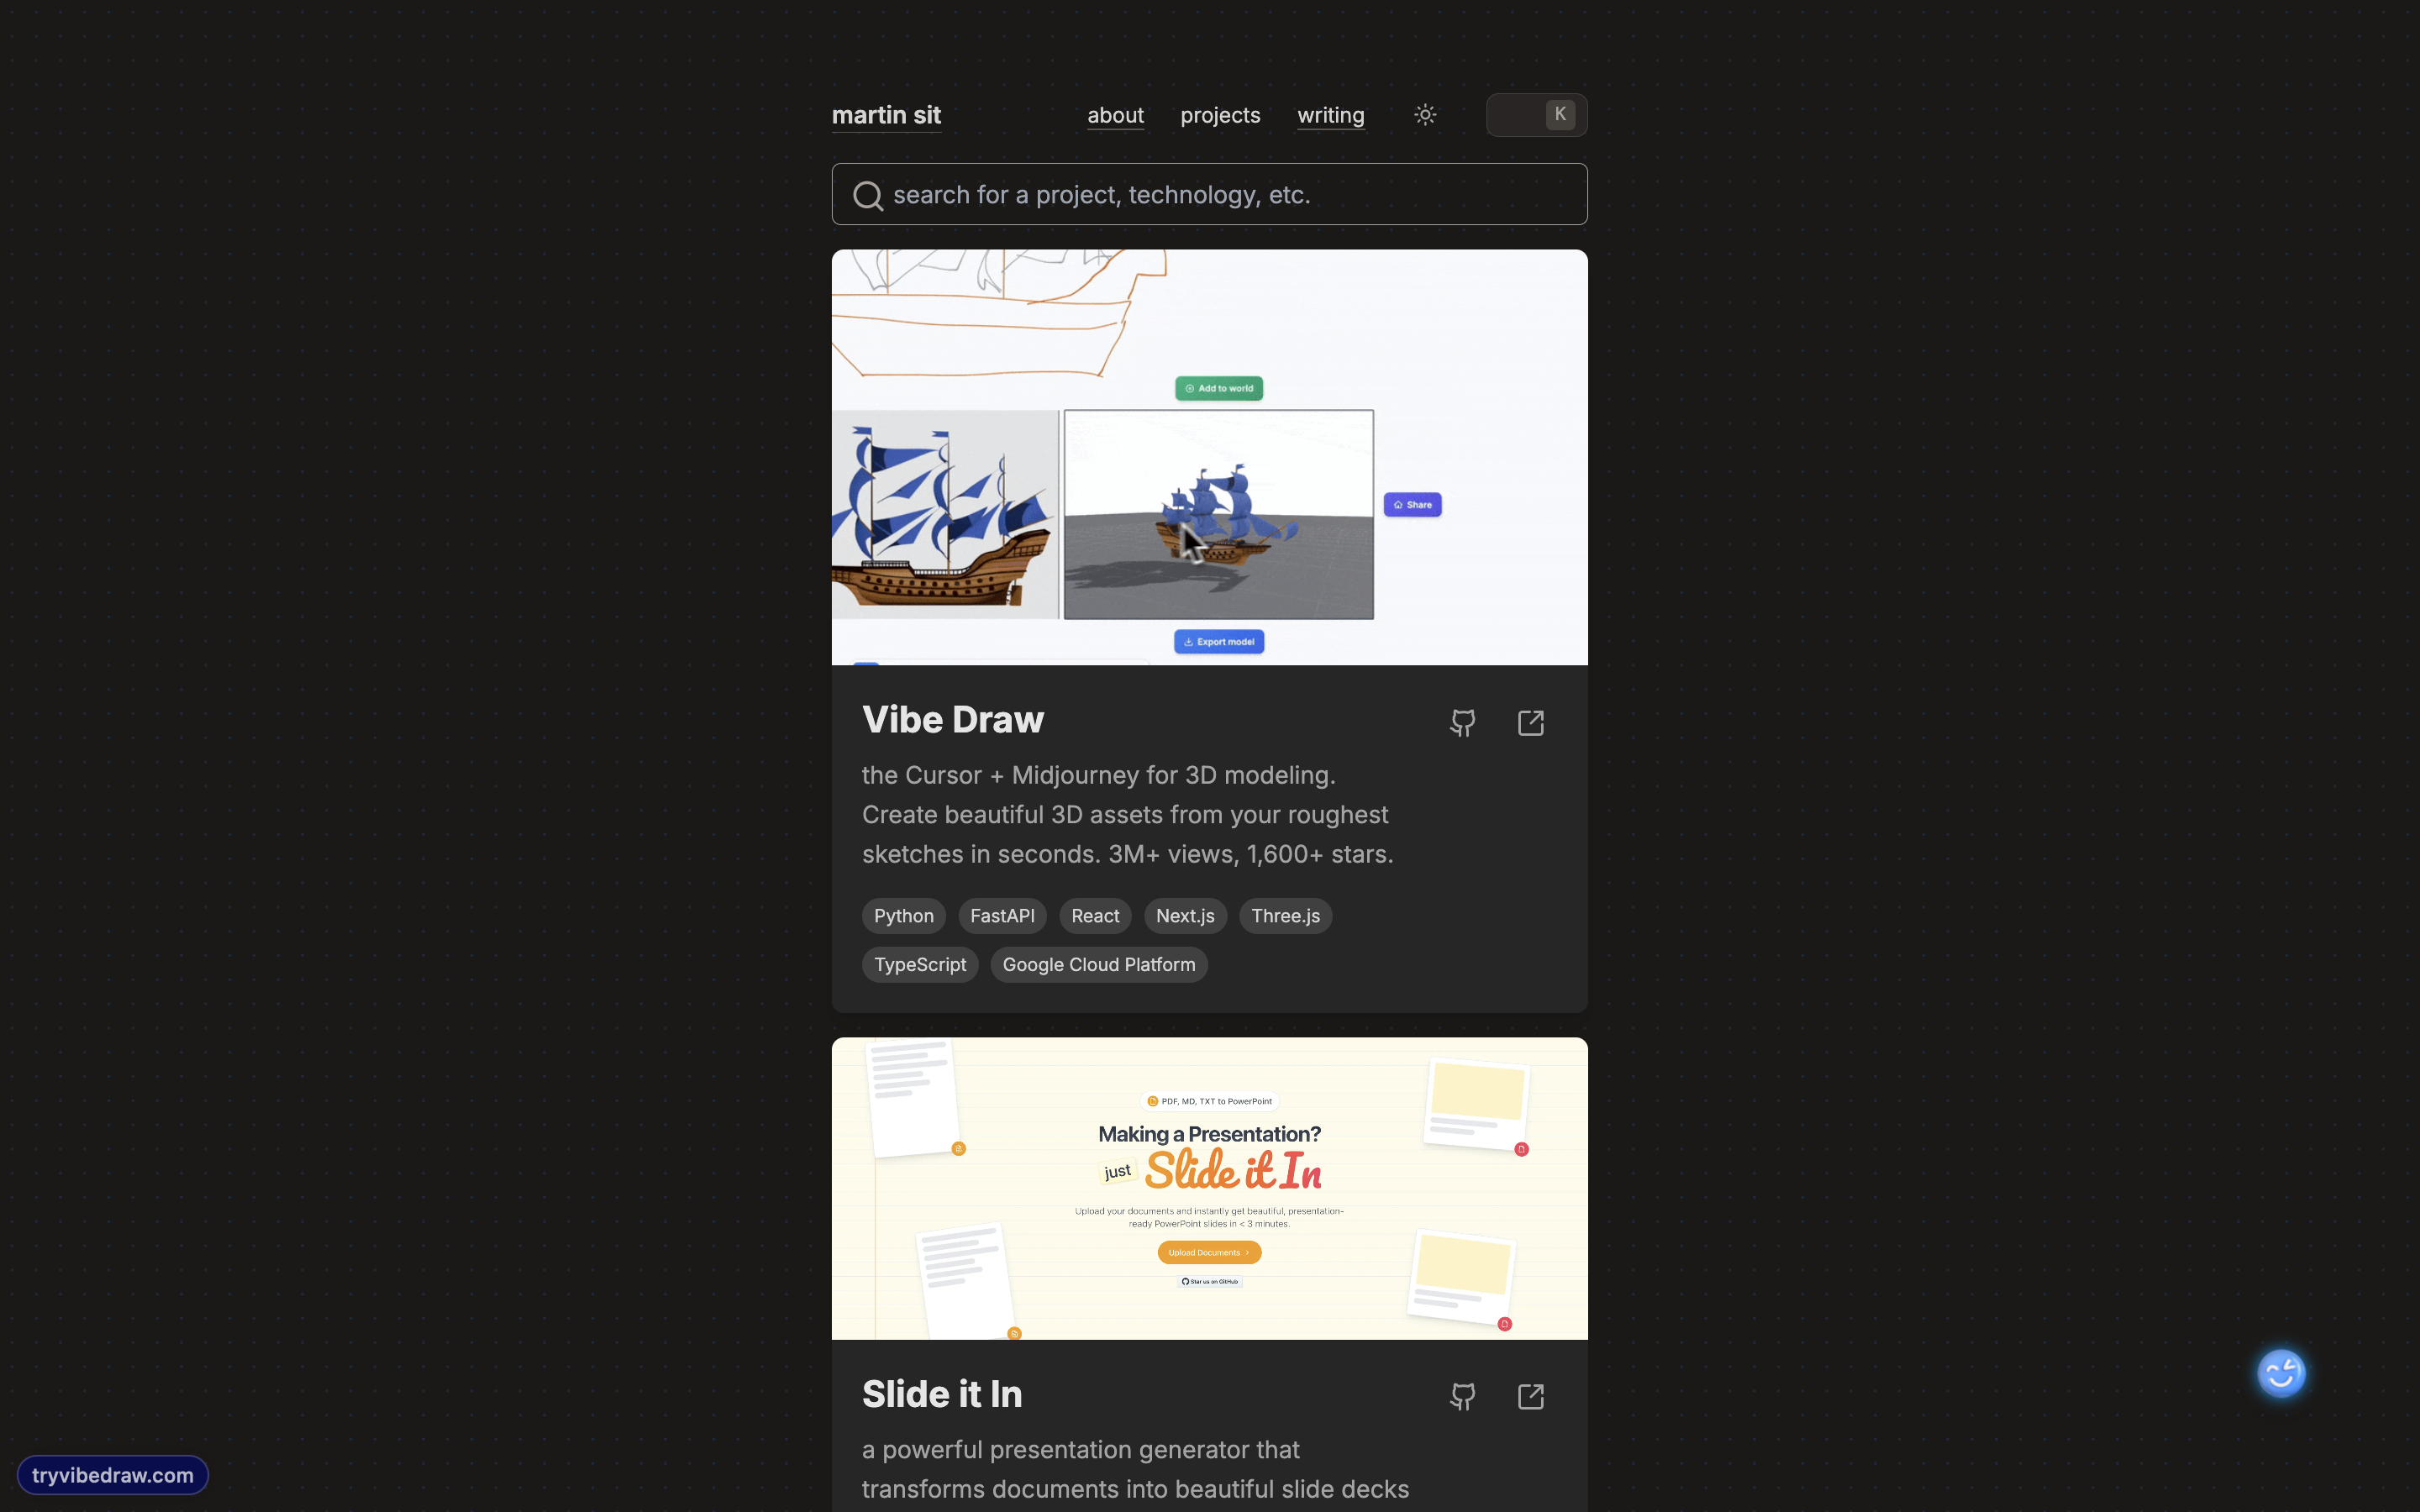 martin sit
about projects writing K
search for a project, technology, etc.
Add to world
Share
Export model
Vibe Draw
the Cursor + Midjourney for 3D modeling.
Create beautiful 3D assets from your roughest
sketches in seconds. 3M+ views, 1,600+ stars.
Python FastAPI React Next.js Three.js
TypeScript Google Cloud Platform
PDF, MD, TXT to PowerPoint
Making a Presentation?
just Slide it In
Upload your documents and instantly get beautiful, presentation-
ready PowerPoint slides in < 3 minutes.
Upload Documents
Star us on GitHub
Slide it In
a powerful presentation generator that
transforms documents into beautiful slide decks
tryvibedraw.com